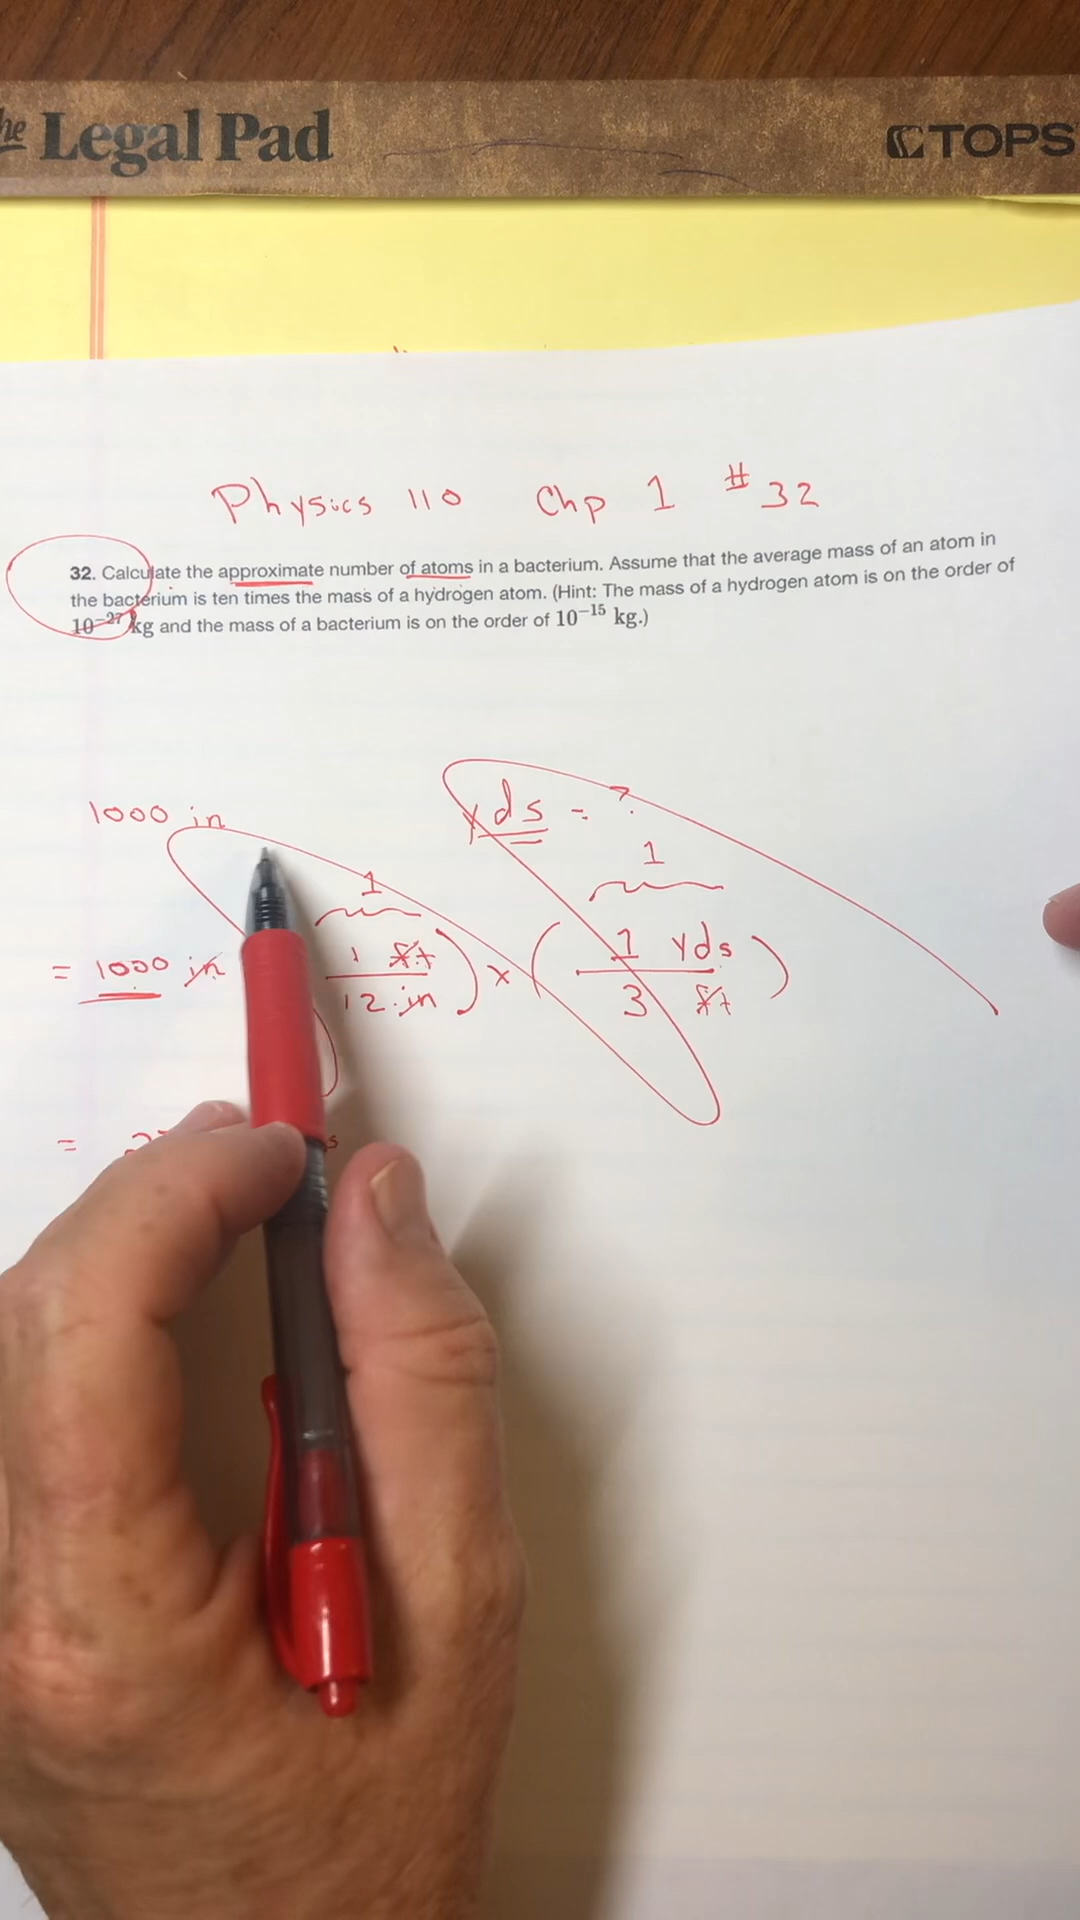 he Legal Pad TOPS
Physics 110 Chp 1 #32
32. Calculate the approximate number of atoms in a bacterium. Assume that the average mass of an atom in
the bacterium is ten times the mass of a hydrogen atom. (Hint: The mass of a hydrogen atom is on the order of
10⁻²⁷ kg and the mass of a bacterium is on the order of 10⁻¹⁵ kg.)
1000 in yds = ?
1 1
= 1000 in 1 ft ) × ( 1 yds )
12 in 3 ft
= 2